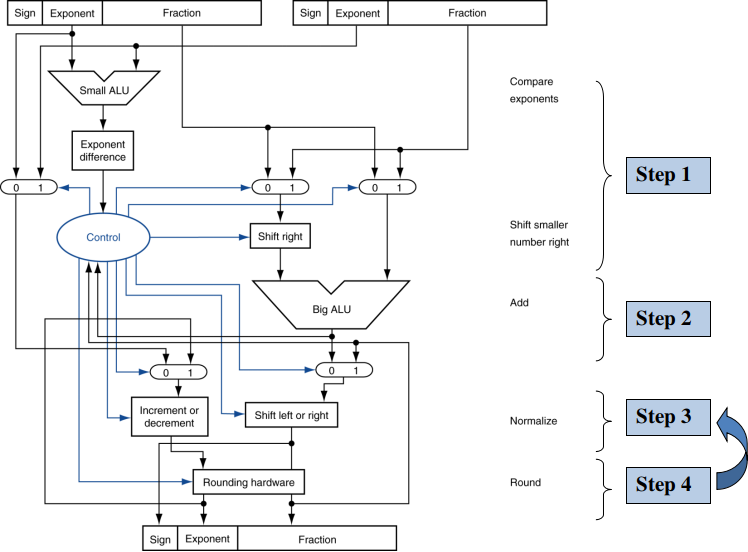 Sign Exponent Fraction
Sign Exponent Fraction
Small ALU
Compare
exponents
Exponent
difference
Step 1
0 1
0 1
0 1
Control
Shift right
Shift smaller
number right
Big ALU
Add
Step 2
0 1
0 1
Increment or
decrement
Shift left or right
Normalize
Step 3
Rounding hardware
Round
Step 4
Sign Exponent Fraction